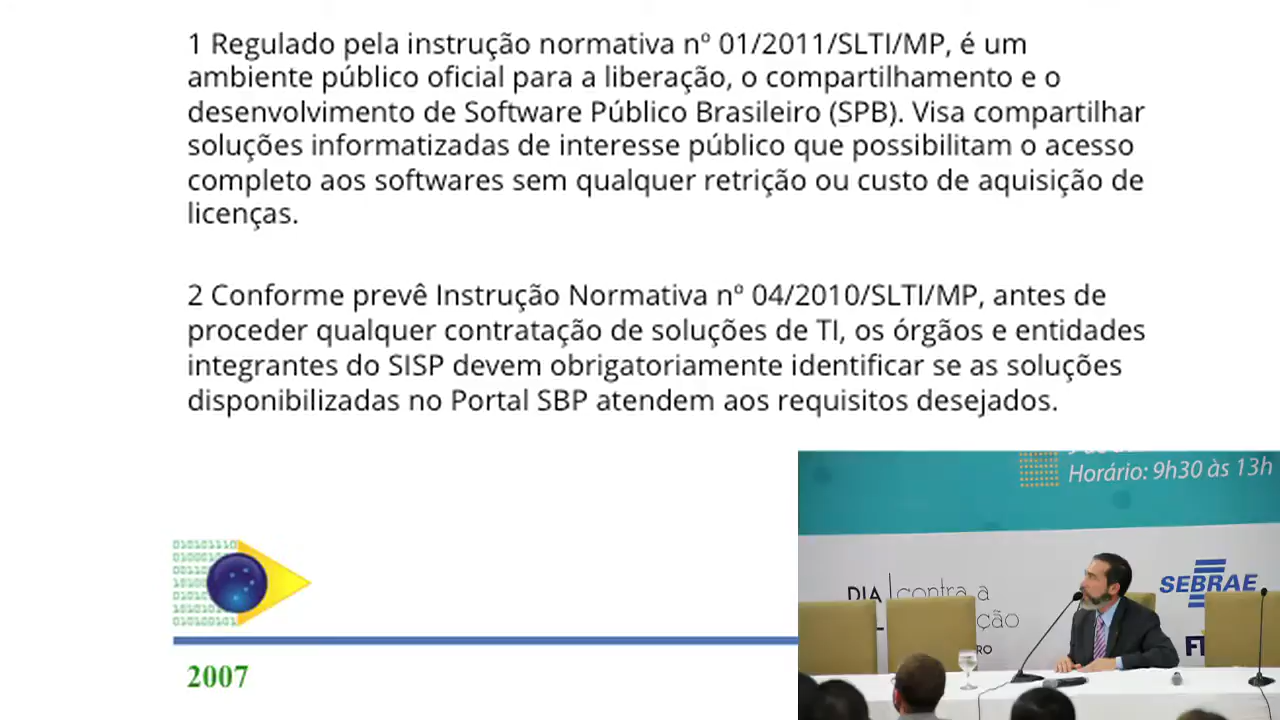 1 Regulado pela instrução normativa nº 01/2011/SLTI/MP, é um
ambiente público oficial para a liberação, o compartilhamento e o
desenvolvimento de Software Público Brasileiro (SPB). Visa compartilhar
soluções informatizadas de interesse público que possibilitam o acesso
completo aos softwares sem qualquer retrição ou custo de aquisição de
licenças.
2 Conforme prevê Instrução Normativa nº 04/2010/SLTI/MP, antes de
proceder qualquer contratação de soluções de TI, os órgãos e entidades
integrantes do SISP devem obrigatoriamente identificar se as soluções
disponibilizadas no Portal SBP atendem aos requisitos desejados.
2007
Horário: 9h30 às 13h
DIA contra a
SEBRAE